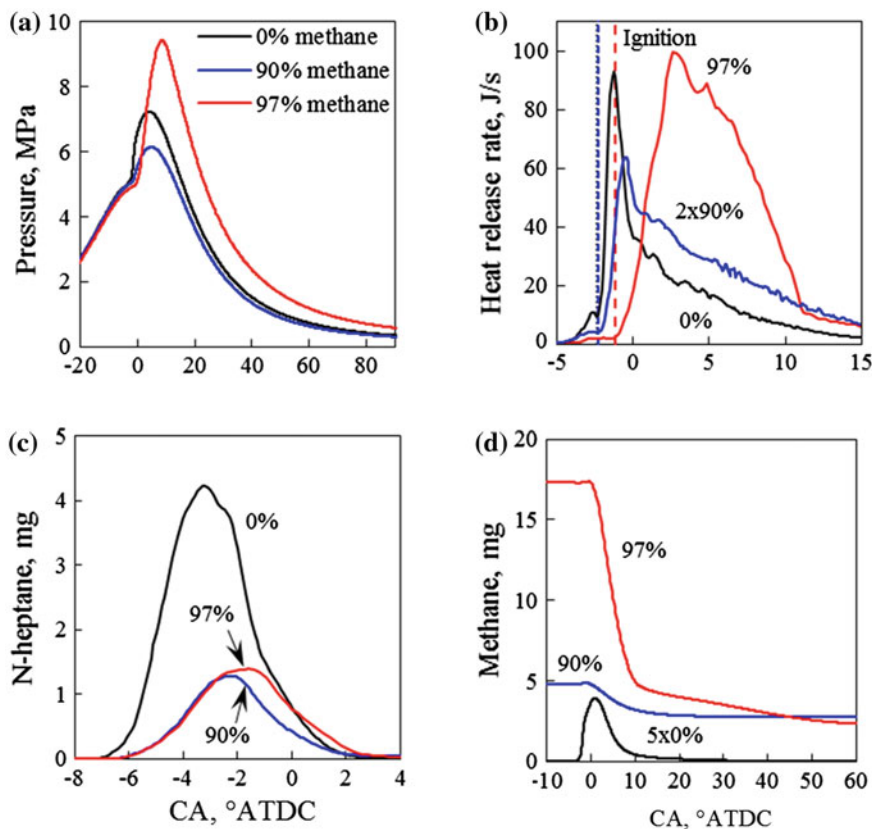 (a)
Pressure, MPa
10
8
6
4
2
0
-20 0 20 40 60 80
0% methane
90% methane
97% methane
(b)
Heat release rate, J/s
100
80
60
40
20
0
-5 0 5 10 15
Ignition
97%
2x90%
0%
(c)
N-heptane, mg
5
4
3
2
1
0
-8 -6 -4 -2 0 2 4
CA, °ATDC
0%
97%
90%
(d)
Methane, mg
20
15
10
5
0
-10 0 10 20 30 40 50 60
CA, °ATDC
97%
90%
5x0%